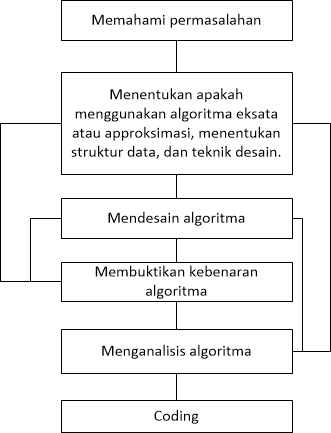 Memahami permasalahan
Menentukan apakah
menggunakan algoritma eksata
atau approksimasi, menentukan
struktur data, dan teknik desain.
Mendesain algoritma
Membuktikan kebenaran
algoritma
Menganalisis algoritma
Coding